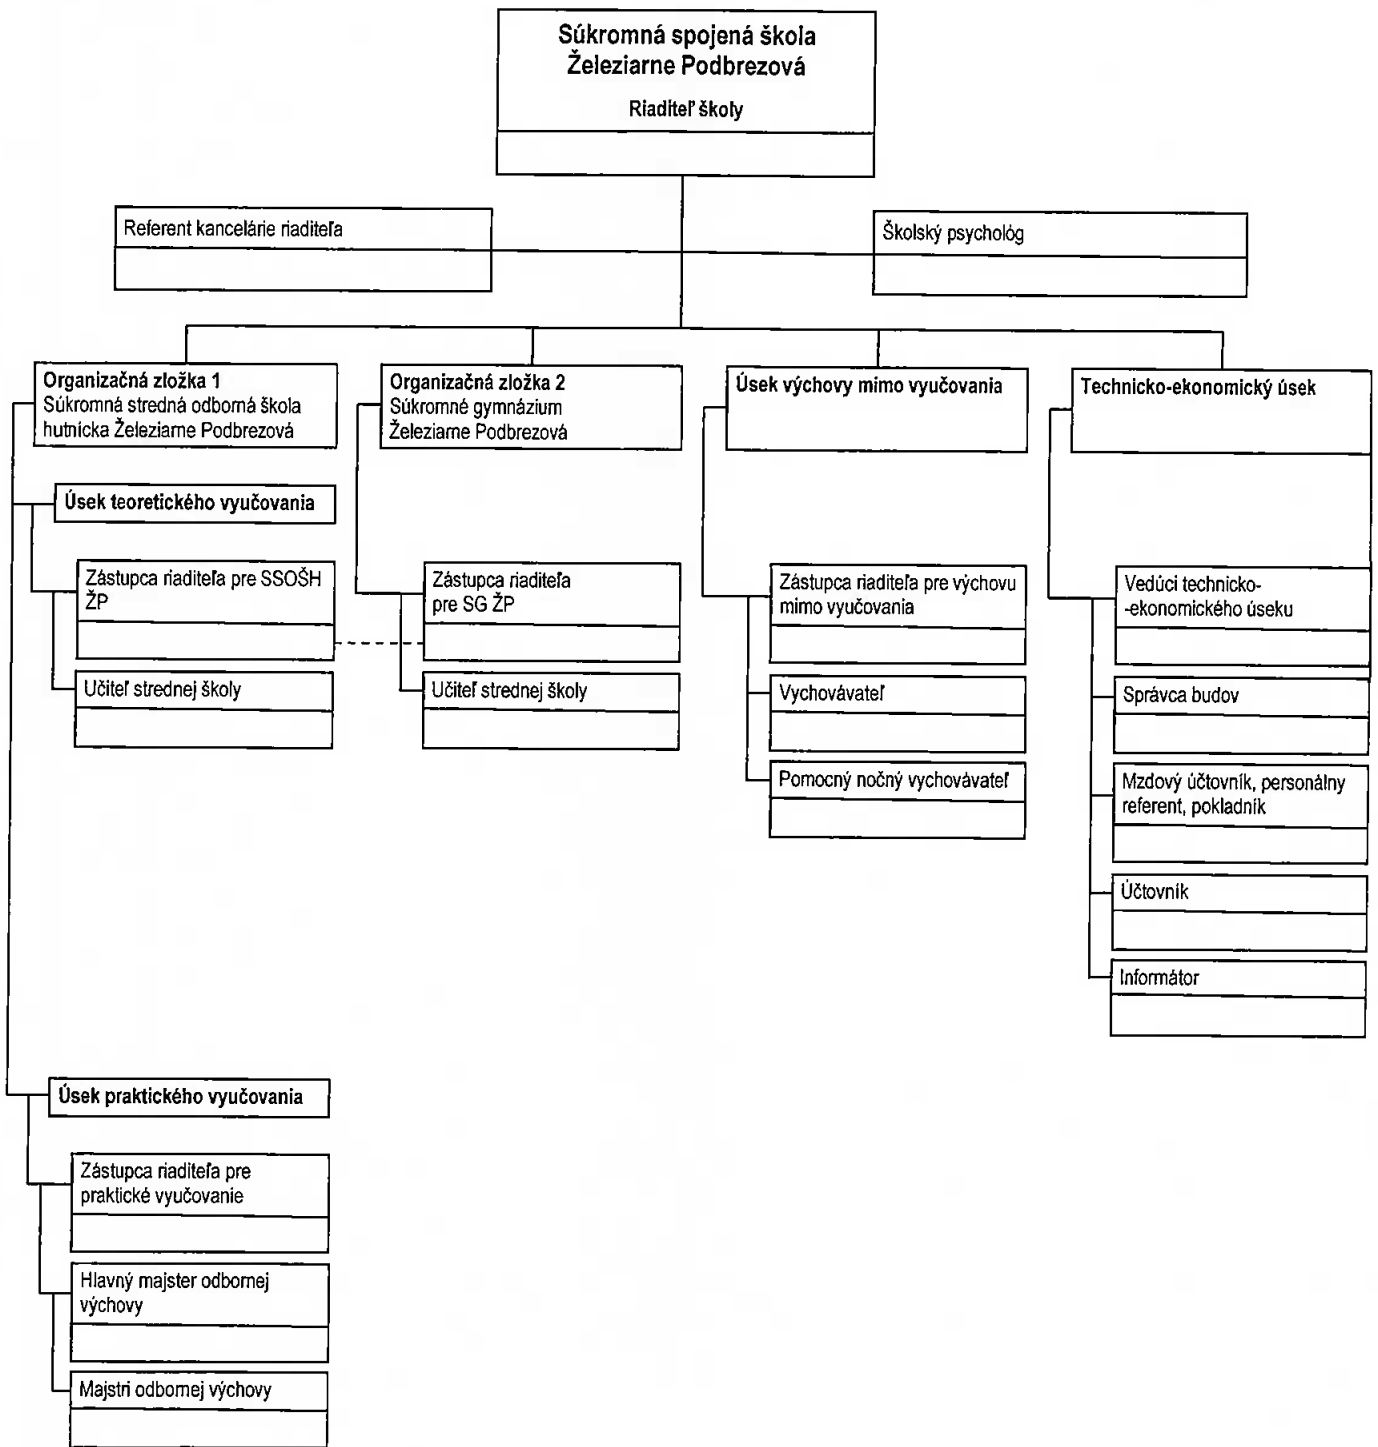 Súkromná spojená škola
Železiarne Podbrezová
Riaditeľ školy
Referent kancelárie riaditeľa
Školský psychológ
Organizačná zložka 1
Súkromná stredná odborná škola
hutnícka Železiarne Podbrezová
Organizačná zložka 2
Súkromné gymnázium
Železiarne Podbrezová
Úsek výchovy mimo vyučovania
Technicko-ekonomický úsek
Úsek teoretického vyučovania
Zástupca riaditeľa pre SSOŠH
ŽP
Učiteľ strednej školy
Zástupca riaditeľa
pre SG ŽP
Učiteľ strednej školy
Zástupca riaditeľa pre výchovu
mimo vyučovania
Vychovávateľ
Pomocný nočný vychovávateľ
Vedúci technicko-
-ekonomického úseku
Správca budov
Mzdový účtovník, personálny
referent, pokladník
Účtovník
Informátor
Úsek praktického vyučovania
Zástupca riaditeľa pre
praktické vyučovanie
Hlavný majster odbornej
výchovy
Majstri odbornej výchovy